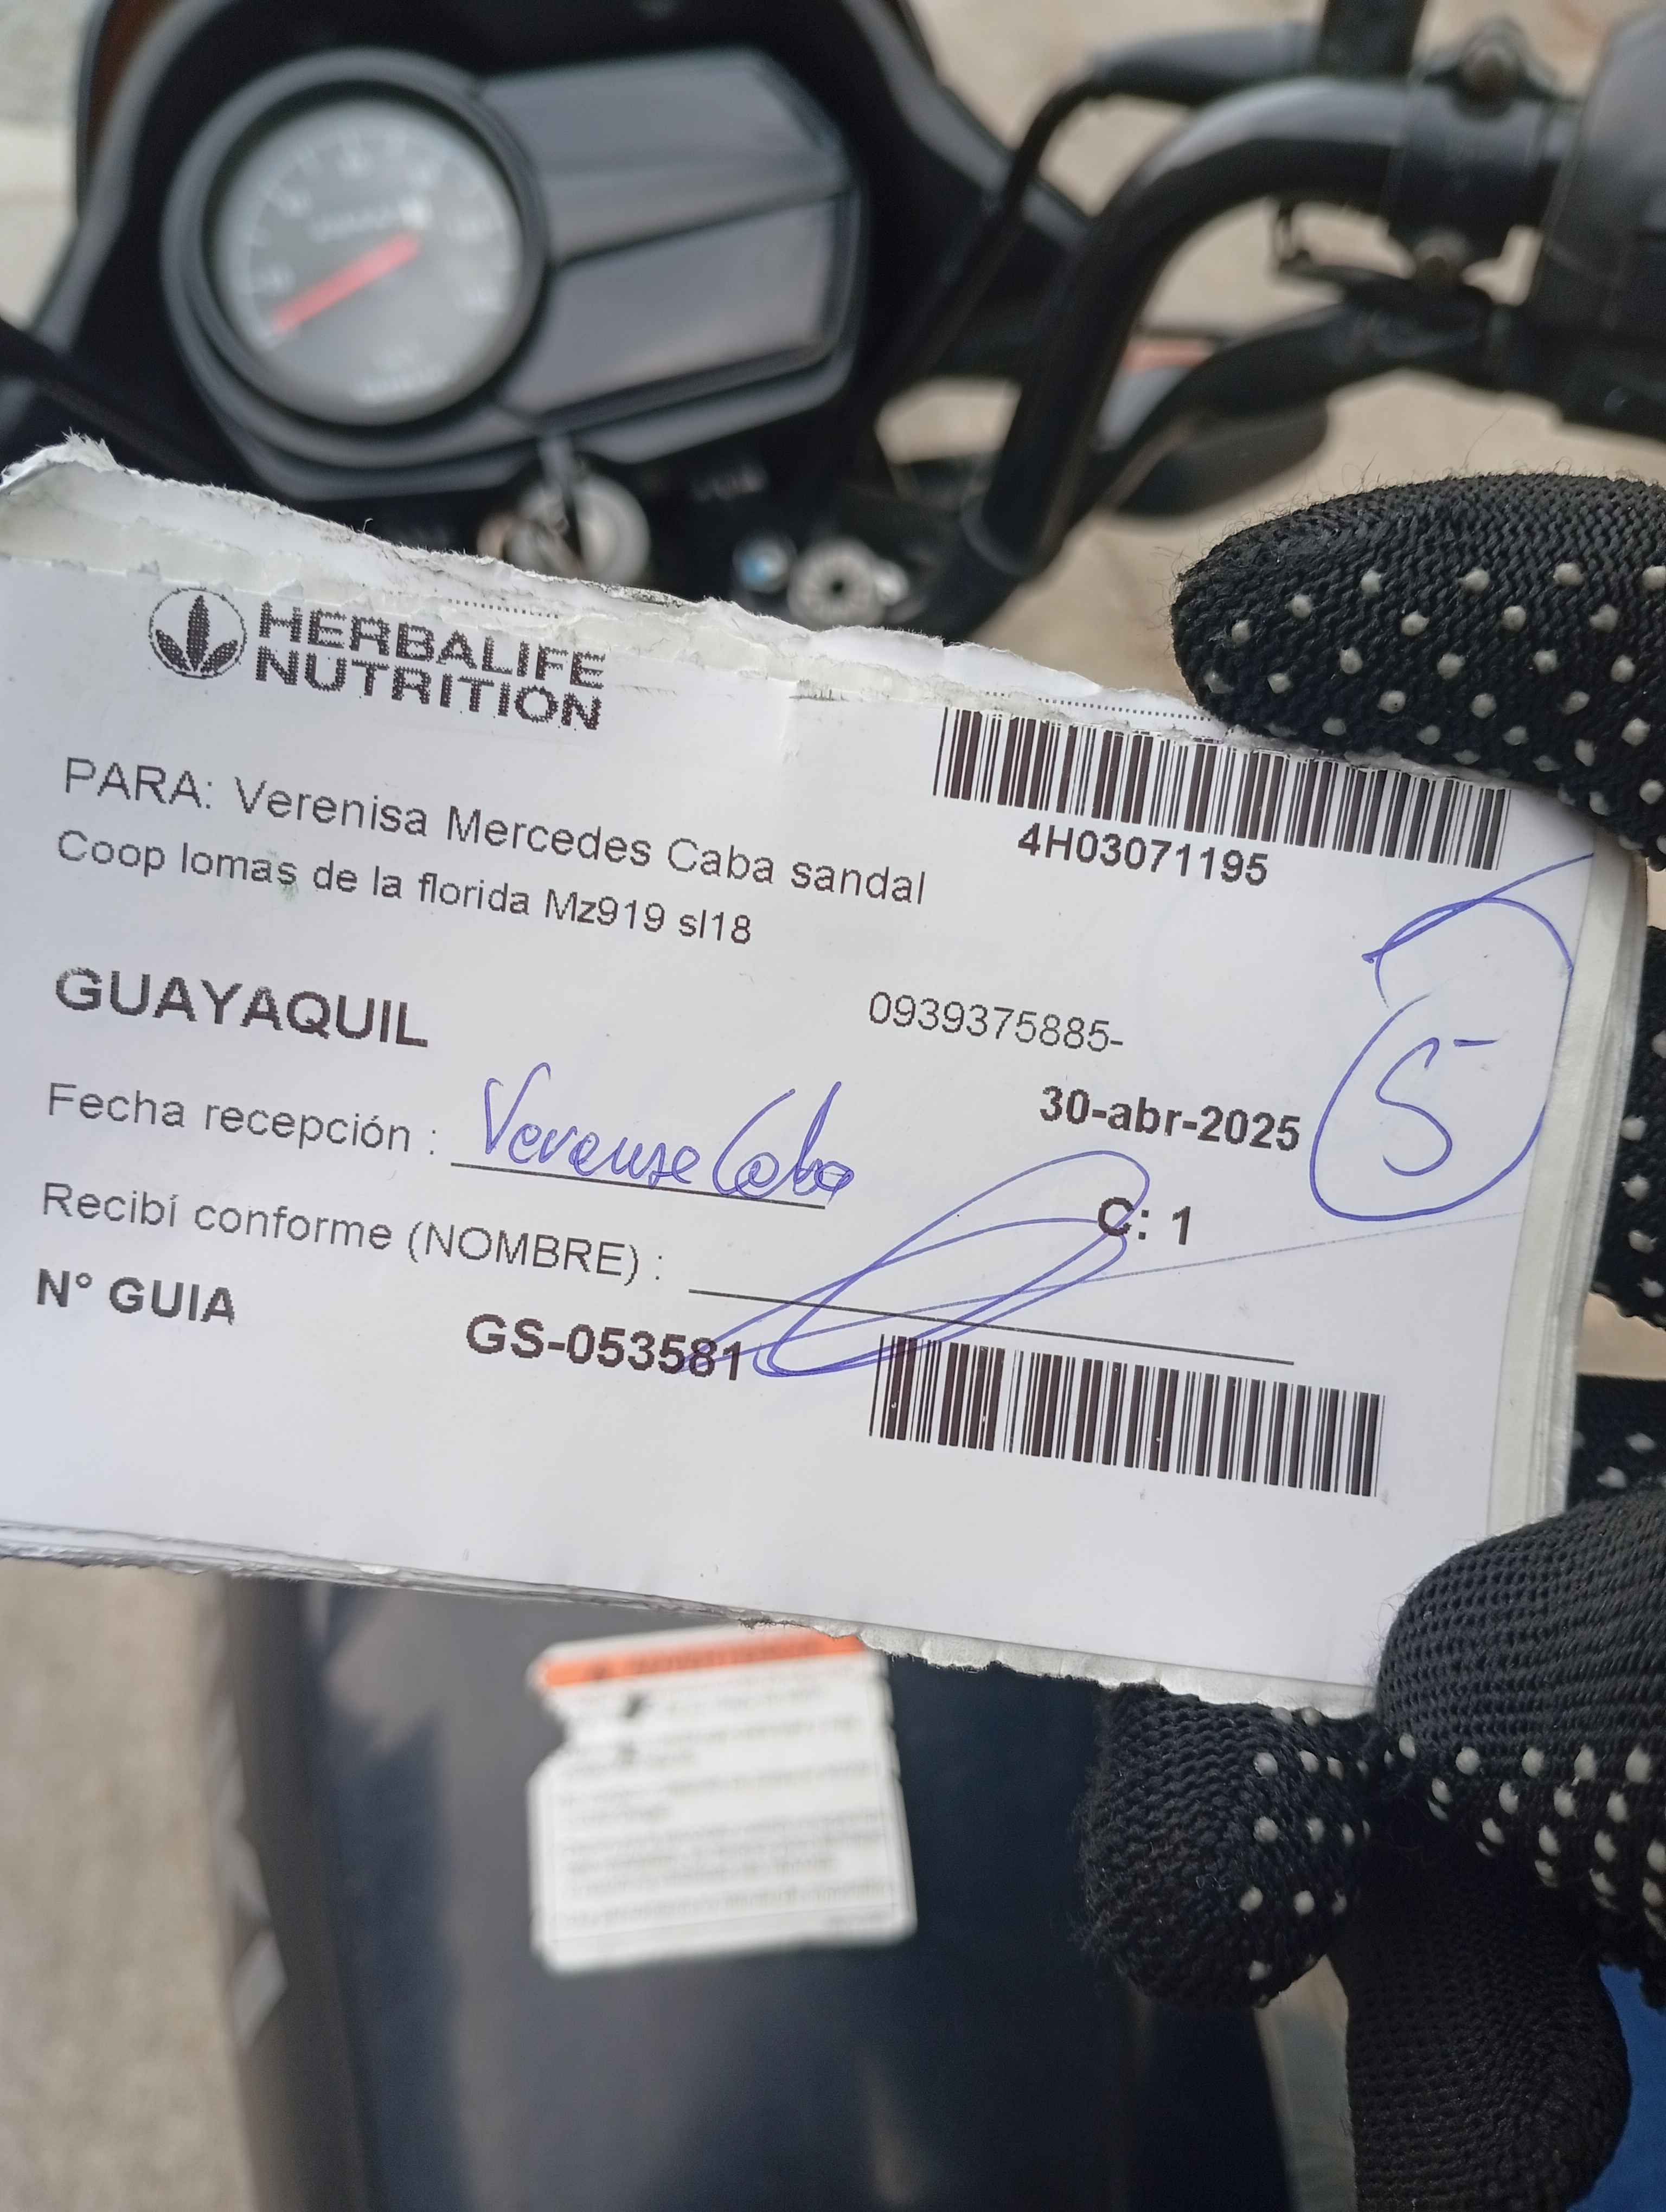 HERBALIFE
NUTRITION
4H03071195
PARA: Verenisa Mercedes Caba sandal
Coop lomas de la florida Mz919 sl18
GUAYAQUIL
0939375885-
Fecha recepción :
30-abr-2025
S
Recibí conforme (NOMBRE) :
C: 1
N° GUIA
GS-053581